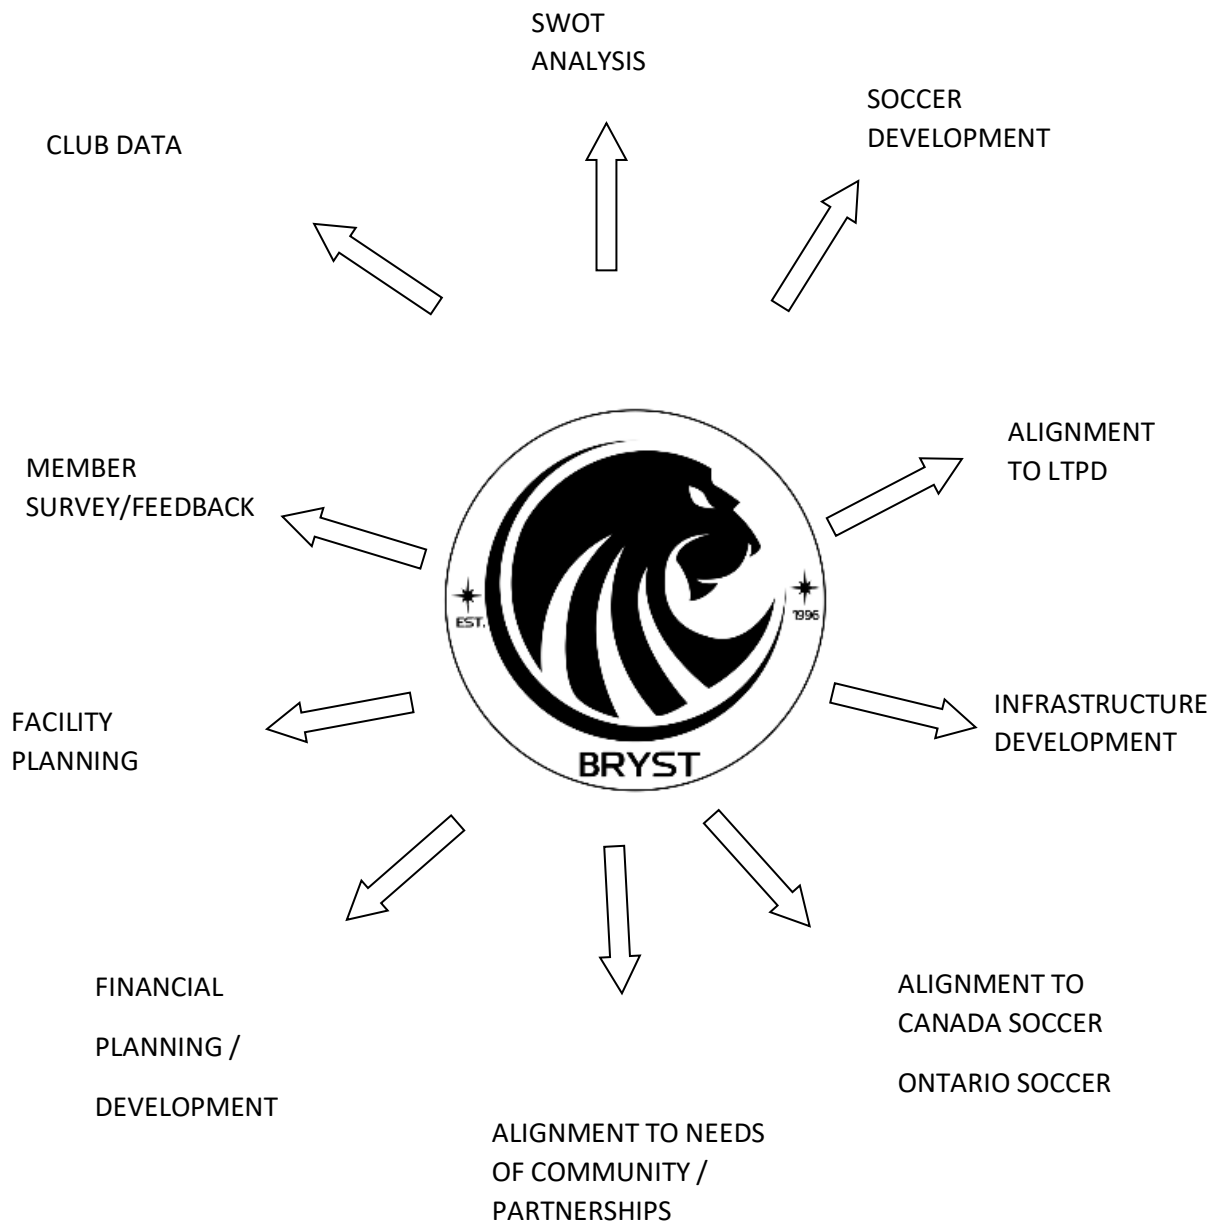 SWOT
ANALYSIS
SOCCER
DEVELOPMENT
CLUB DATA
ALIGNMENT
TO LTPD
MEMBER
SURVEY/FEEDBACK
EST.
1996
BRYST
INFRASTRUCTURE
DEVELOPMENT
FACILITY
PLANNING
FINANCIAL
PLANNING /
DEVELOPMENT
ALIGNMENT TO
CANADA SOCCER
ONTARIO SOCCER
ALIGNMENT TO NEEDS
OF COMMUNITY /
PARTNERSHIPS